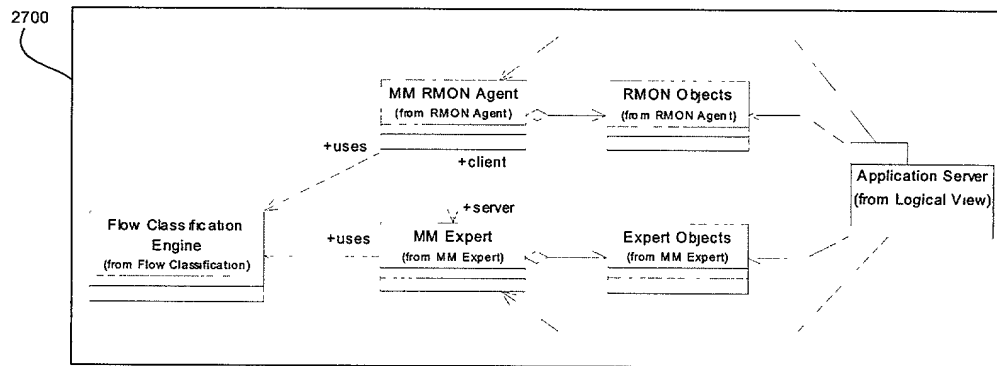 2700
MM RMON Agent
(from RMON Agent)
RMON Objects
(from RMON Agent)
+uses
+client
Application Server
(from Logical View)
+server
Flow Classification
Engine
(from Flow Classification)
+uses
MM Expert
(from MM Expert)
Expert Objects
(from MM Expert)